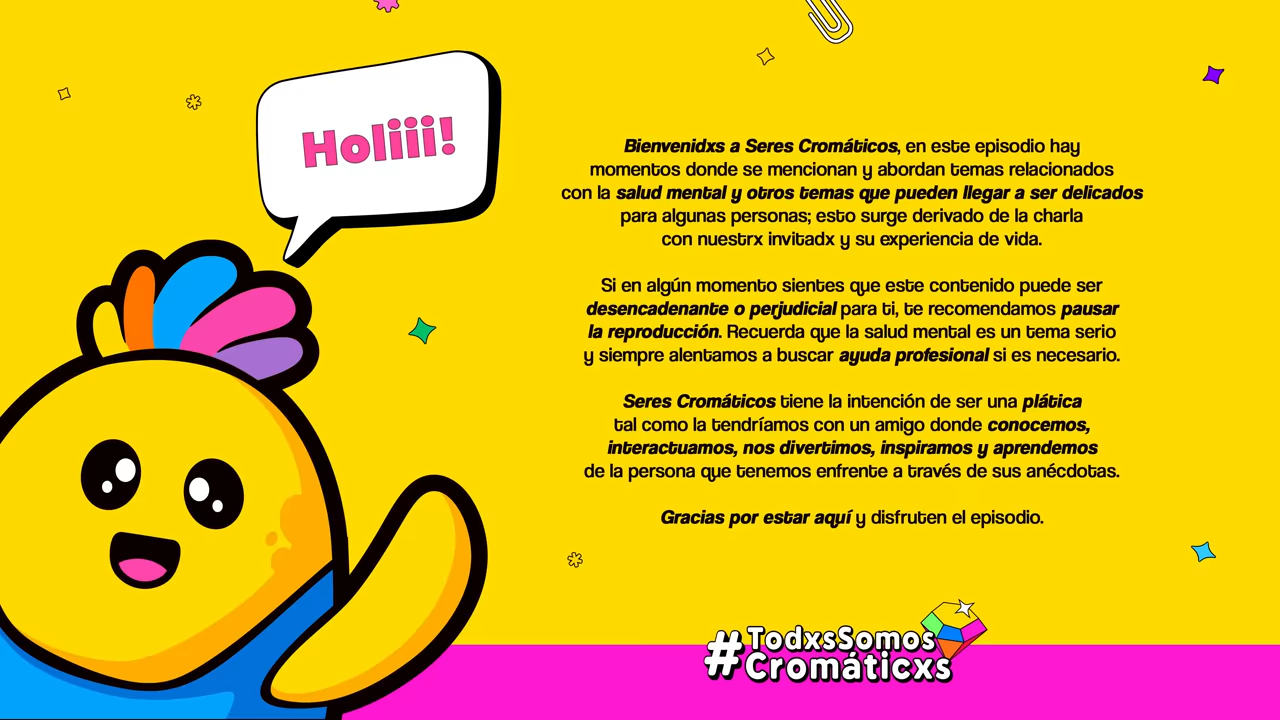 Holiii!
Bienvenidxs a Seres Cromáticos, en este episodio hay
momentos donde se mencionan y abordan temas relacionados
con la salud mental y otros temas que pueden llegar a ser delicados
para algunas personas; esto surge derivado de la charla
con nuestrx invitadx y su experiencia de vida.
Si en algún momento sientes que este contenido puede ser
desencadenante o perjudicial para ti, te recomendamos pausar
la reproducción. Recuerda que la salud mental es un tema serio
y siempre alentamos a buscar ayuda profesional si es necesario.
Seres Cromáticos tiene la intención de ser una plática
tal como la tendríamos con un amigo donde conocemos,
interactuamos, nos divertimos, inspiramos y aprendemos
de la persona que tenemos enfrente a través de sus anécdotas.
Gracias por estar aquí y disfruten el episodio.
#TodxsSomos
Cromáticxs